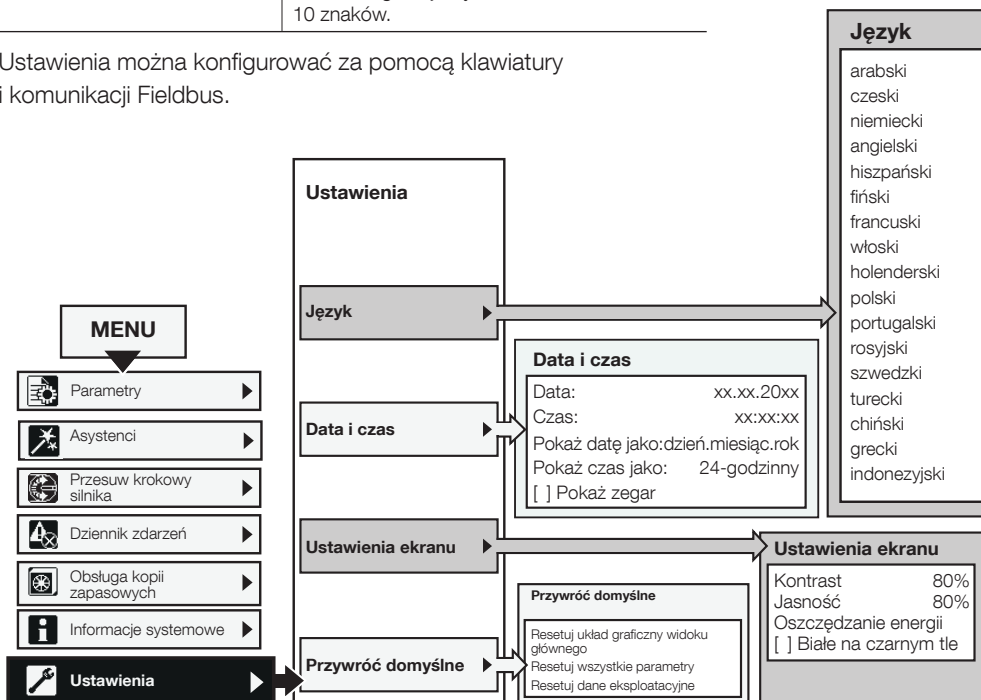 10 znaków.
Ustawienia można konfigurować za pomocą klawiatury
i komunikacji Fieldbus.
MENU
Parametry
Asystenci
Przesuw krokowy
silnika
Dziennik zdarzeń
Obsługa kopii
zapasowych
Informacje systemowe
Ustawienia
Ustawienia
Język
Data i czas
Ustawienia ekranu
Przywróć domyślne
Język
arabski
czeski
niemiecki
angielski
hiszpański
fiński
francuski
włoski
holenderski
polski
portugalski
rosyjski
szwedzki
turecki
chiński
grecki
indonezyjski
Data i czas
Data: xx.xx.20xx
Czas: xx:xx:xx
Pokaż datę jako:dzień.miesiąc.rok
Pokaż czas jako: 24-godzinny
[ ] Pokaż zegar
Ustawienia ekranu
Kontrast 80%
Jasność 80%
Oszczędzanie energii
[ ] Białe na czarnym tle
Przywróć domyślne
Resetuj układ graficzny widoku
głównego
Resetuj wszystkie parametry
Resetuj dane eksploatacyjne